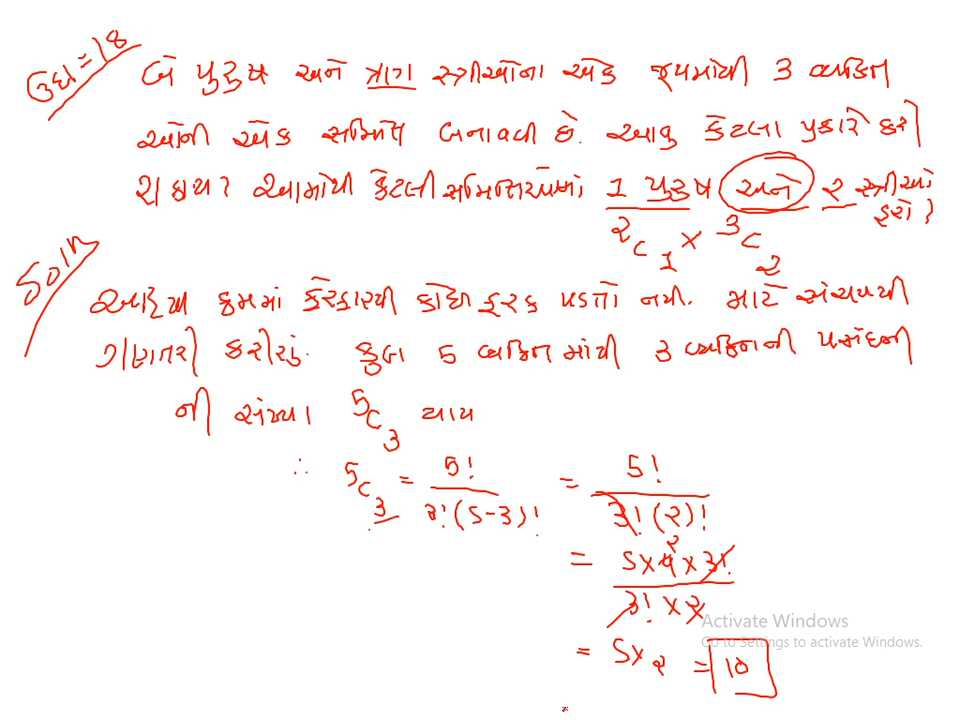 ઉદા=18
બે પુરુષ અને ત્રણ સ્ત્રીઓના એક જૂથમાંથી 3 વ્યક્તિ
ઓની એક સમિતિ બનાવવી છે. આવુ કેટલા પ્રકારે કરી
શકાય? આમાંથી કેટલી સમિતિઓમાં 1 પુરુષ અને 2 સ્ત્રીઓ
હશે?
2c1 × 3c2
Soln
અહિયા ક્રમમાં ફેરફારથી કોઇ ફરક પડતો નથી. માટે સંચયથી
ગણતરી કરીશું. કુલ 5 વ્યક્તિમાંથી 3 વ્યક્તિની પસંદગી
ની સંખ્યા 5c3 થાય
∴ 5c3 = 5! / 3!(5-3)! = 5! / 3!(2)!
= 5×4 2×3! / 3!×2
= 5×2 = 10
Activate Windows
Go to Settings to activate Windows.